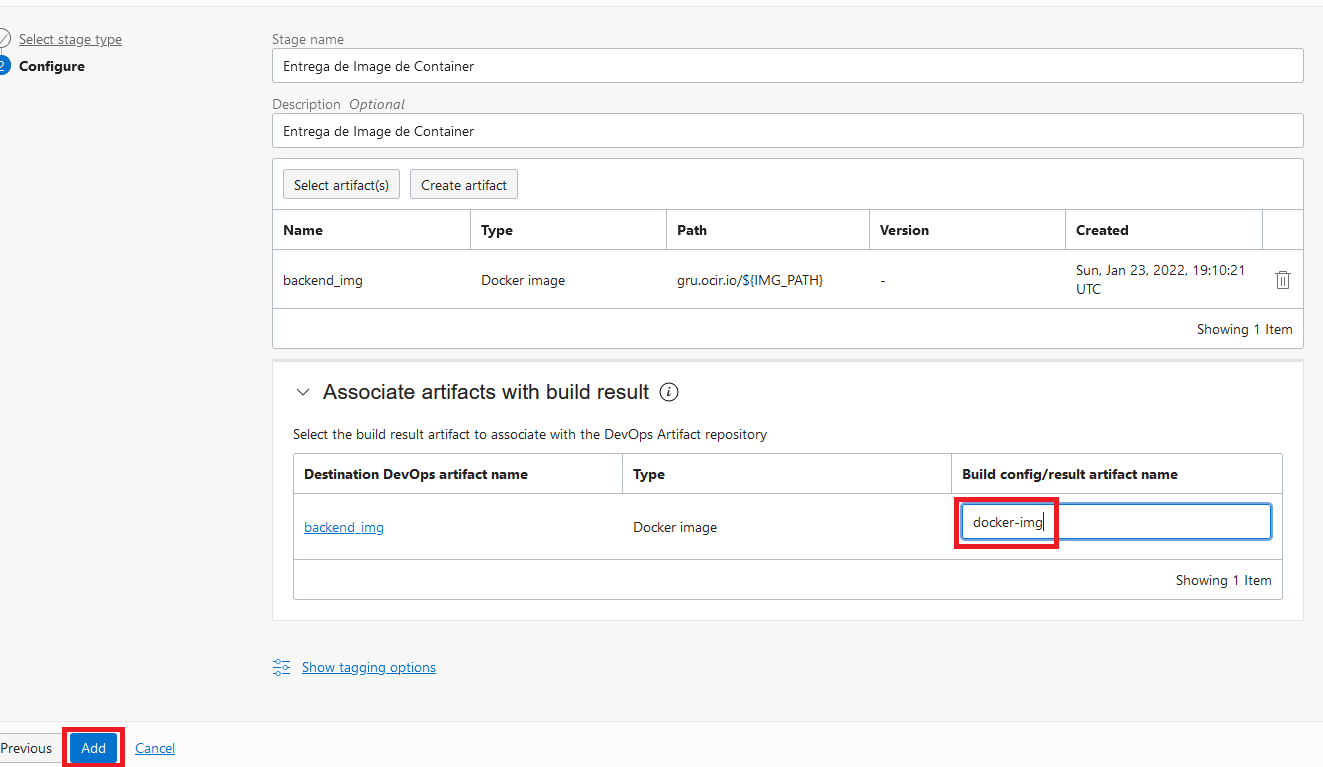 Select stage type
2 Configure
Stage name
Entrega de Image de Container
Description Optional
Entrega de Image de Container
Select artifact(s) Create artifact
Name Type Path Version Created
backend_img Docker image gru.ocir.io/${IMG_PATH} - Sun, Jan 23, 2022, 19:10:21
UTC
Showing 1 Item
Associate artifacts with build result i
Select the build result artifact to associate with the DevOps Artifact repository
Destination DevOps artifact name Type Build config/result artifact name
backend_img Docker image docker-img
Showing 1 Item
Show tagging options
Previous Add Cancel